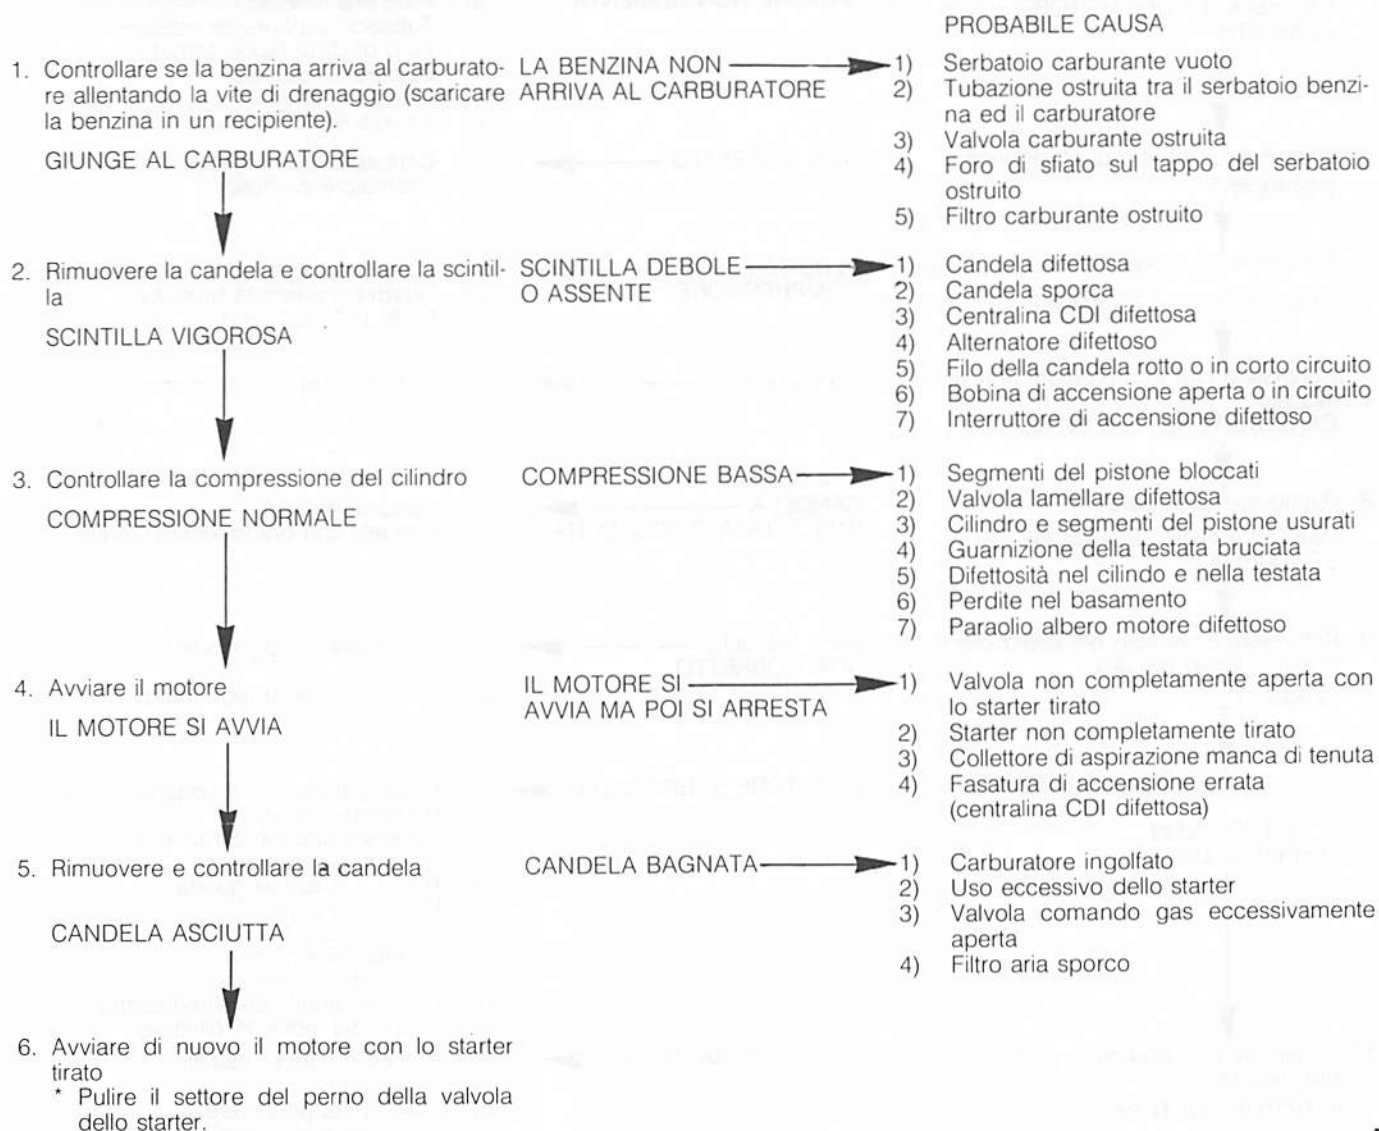 PROBABILE CAUSA
1. Controllare se la benzina arriva al carburato-
re allentando la vite di drenaggio (scaricare
la benzina in un recipiente).
GIUNGE AL CARBURATORE
LA BENZINA NON
ARRIVA AL CARBURATORE
1) Serbatoio carburante vuoto
2) Tubazione ostruita tra il serbatoio benzi-
na ed il carburatore
3) Valvola carburante ostruita
4) Foro di sfiato sul tappo del serbatoio
ostruito
5) Filtro carburante ostruito
2. Rimuovere la candela e controllare la scintil-
la
SCINTILLA VIGOROSA
SCINTILLA DEBOLE
O ASSENTE
1) Candela difettosa
2) Candela sporca
3) Centralina CDI difettosa
4) Alternatore difettoso
5) Filo della candela rotto o in corto circuito
6) Bobina di accensione aperta o in circuito
7) Interruttore di accensione difettoso
3. Controllare la compressione del cilindro
COMPRESSIONE NORMALE
COMPRESSIONE BASSA
1) Segmenti del pistone bloccati
2) Valvola lamellare difettosa
3) Cilindro e segmenti del pistone usurati
4) Guarnizione della testata bruciata
5) Difettosità nel cilindo e nella testata
6) Perdite nel basamento
7) Paraolio albero motore difettoso
4. Avviare il motore
IL MOTORE SI AVVIA
IL MOTORE SI
AVVIA MA POI SI ARRESTA
1) Valvola non completamente aperta con
lo starter tirato
2) Starter non completamente tirato
3) Collettore di aspirazione manca di tenuta
4) Fasatura di accensione errata
(centralina CDI difettosa)
5. Rimuovere e controllare la candela
CANDELA ASCIUTTA
CANDELA BAGNATA
1) Carburatore ingolfato
2) Uso eccessivo dello starter
3) Valvola comando gas eccessivamente
aperta
4) Filtro aria sporco
6. Avviare di nuovo il motore con lo starter
tirato
* Pulire il settore del perno della valvola
dello starter.